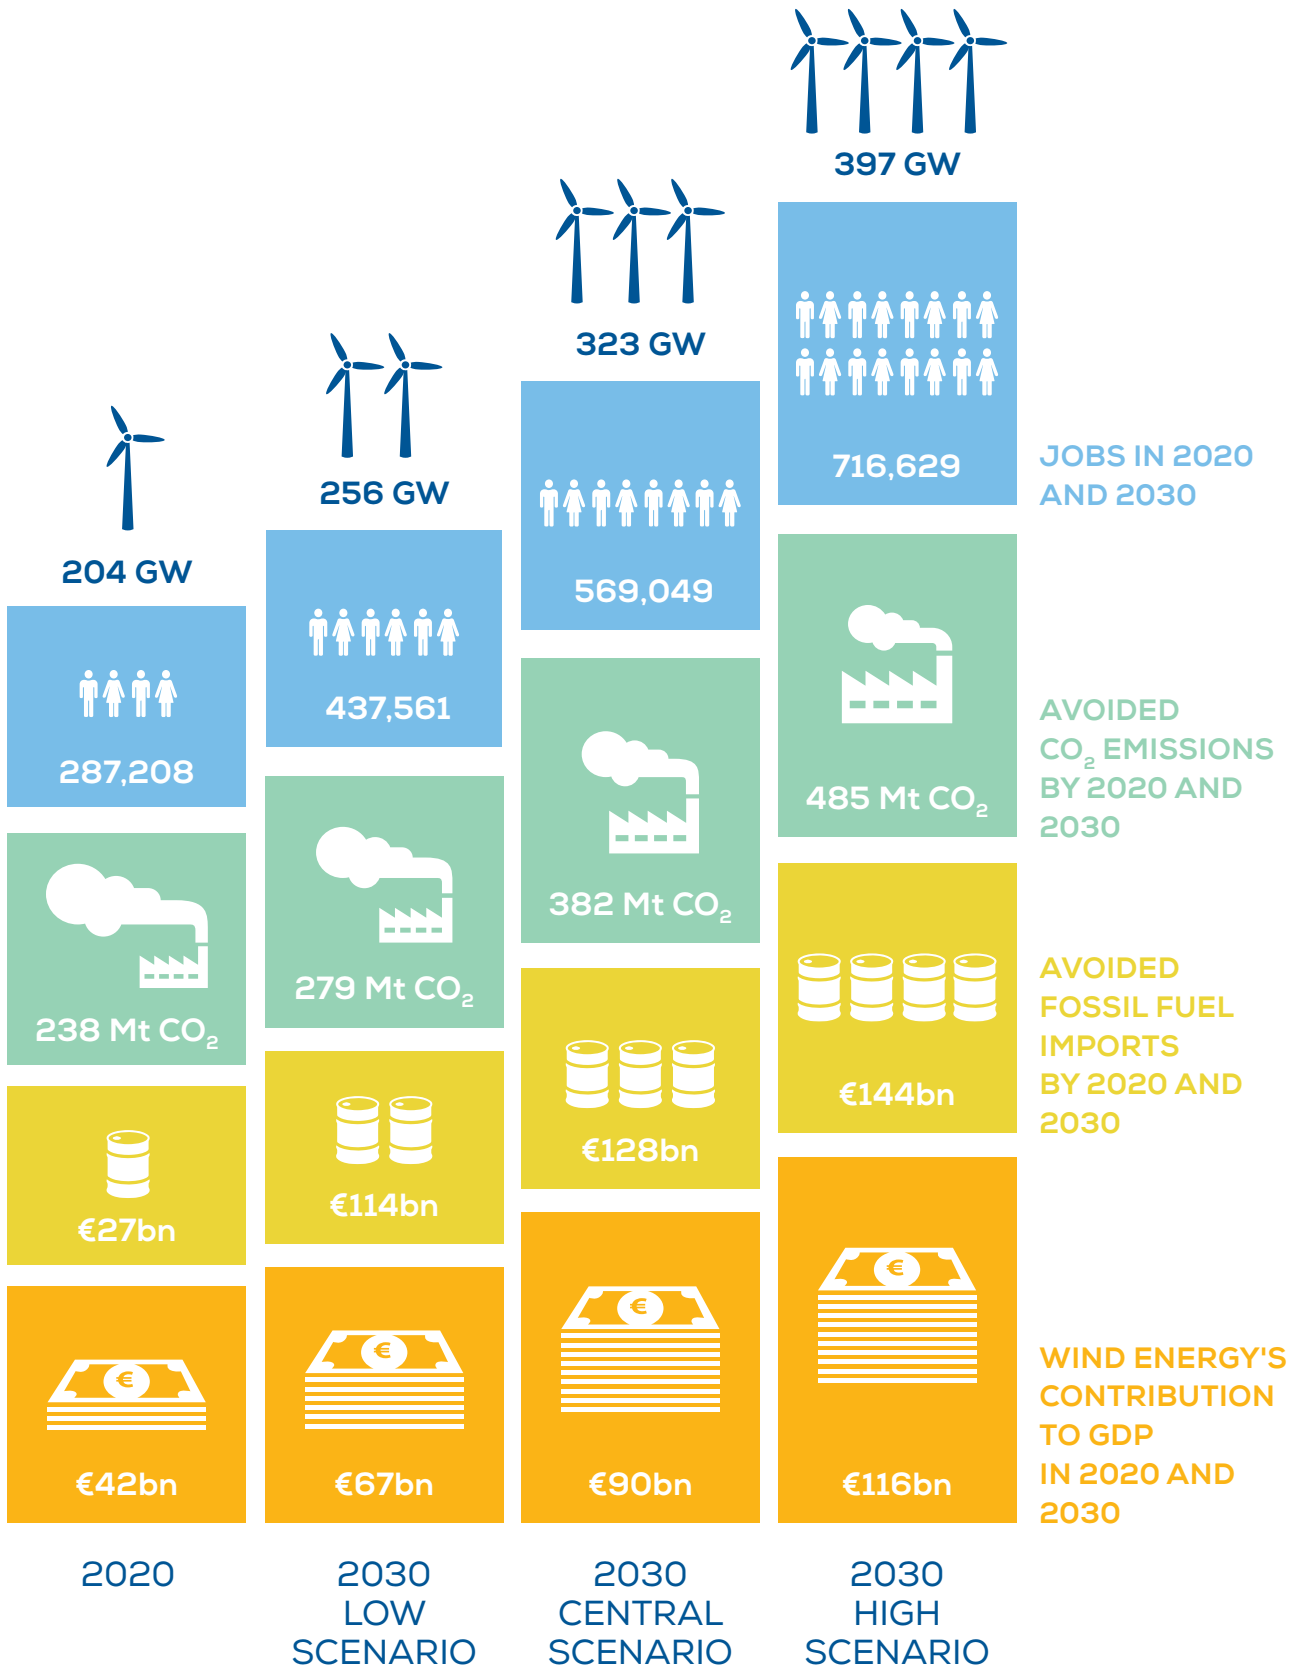 397 GW
323 GW
256 GW
204 GW
716,629
569,049
437,561
287,208
JOBS IN 2020
AND 2030
485 Mt CO₂
382 Mt CO₂
279 Mt CO₂
238 Mt CO₂
AVOIDED
CO₂ EMISSIONS
BY 2020 AND
2030
€144bn
€128bn
€114bn
€27bn
AVOIDED
FOSSIL FUEL
IMPORTS
BY 2020 AND
2030
€
€116bn
€
€90bn
€
€67bn
€
€42bn
WIND ENERGY'S
CONTRIBUTION
TO GDP
IN 2020 AND
2030
2020
2030
LOW
SCENARIO
2030
CENTRAL
SCENARIO
2030
HIGH
SCENARIO